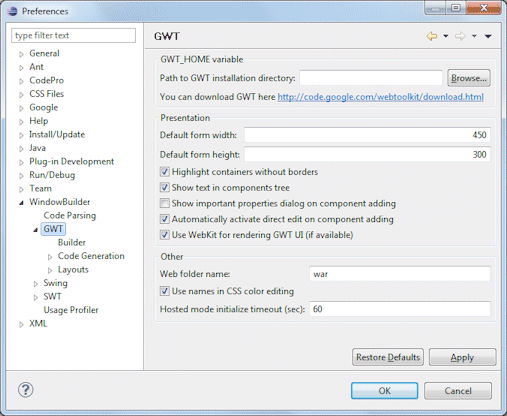 Preferences
type filter text
General
Ant
CodePro
CSS Files
Google
Help
Install/Update
Java
Plug-in Development
Run/Debug
Team
WindowBuilder
Code Parsing
GWT
Builder
Code Generation
Layouts
Swing
SWT
Usage Profiler
XML
GWT
GWT_HOME variable
Path to GWT installation directory:
Browse...
You can download GWT here http://code.google.com/webtoolkit/download.html
Presentation
Default form width: 450
Default form height: 300
Highlight containers without borders
Show text in components tree
Show important properties dialog on component adding
Automatically activate direct edit on component adding
Use WebKit for rendering GWT UI (if available)
Other
Web folder name: war
Use names in CSS color editing
Hosted mode initialize timeout (sec): 60
Restore Defaults Apply
? OK Cancel